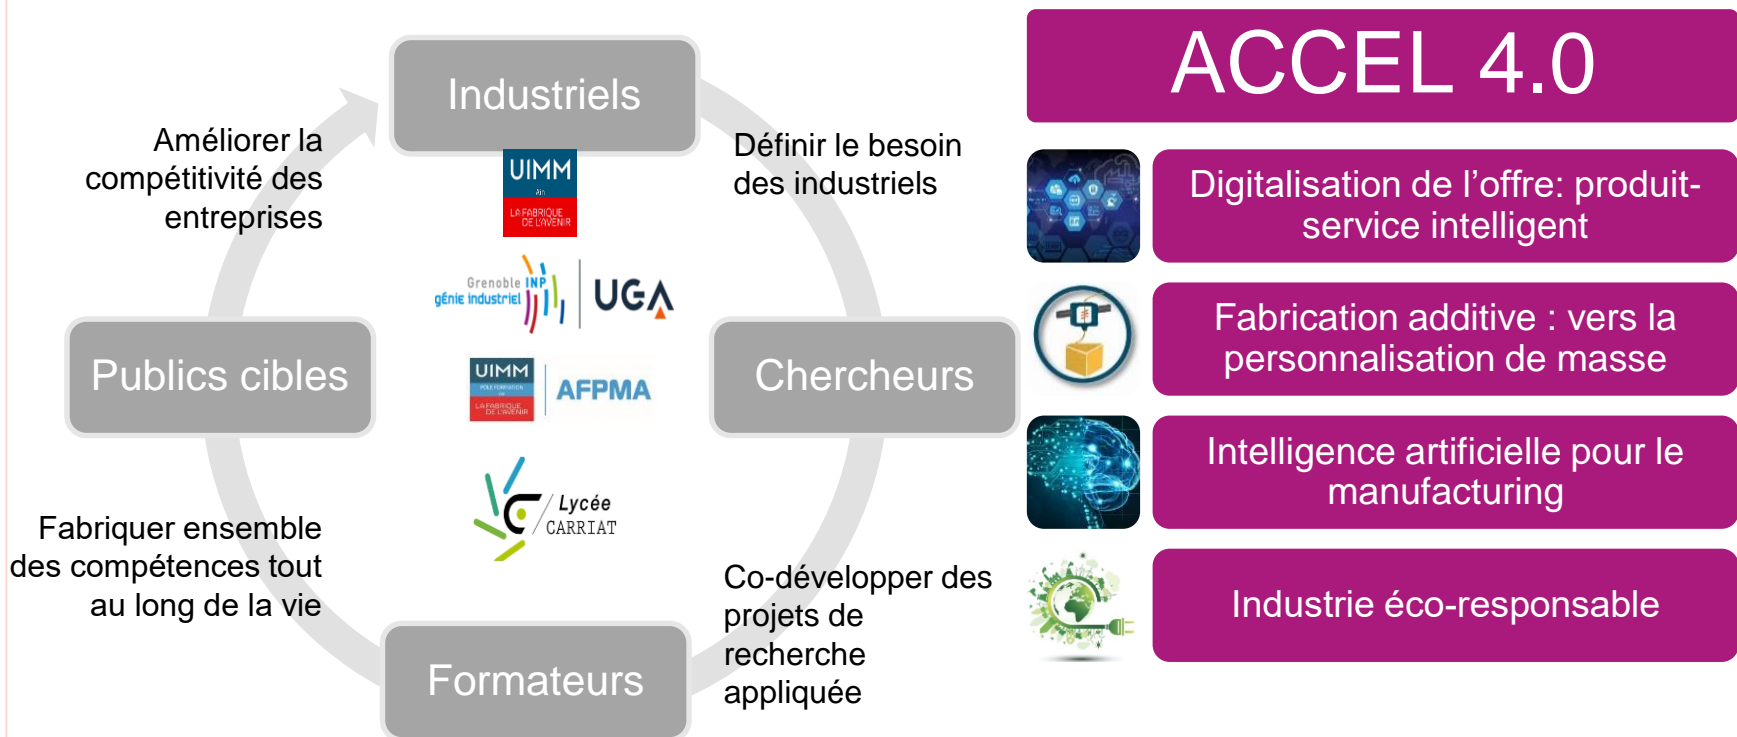 Industriels
Améliorer la
compétitivité des
entreprises
Définir le besoin
des industriels
UIMM
Ain
LA FABRIQUE
DE L'AVENIR
Grenoble INP
génie industriel
UGA
Publics cibles
Chercheurs
UIMM
PÔLE FORMATION
LA FABRIQUE
DE L'AVENIR
AFPMA
Lycée
CARRIAT
Fabriquer ensemble
des compétences tout
au long de la vie
Co-développer des
projets de
recherche
appliquée
Formateurs
ACCEL 4.0
Digitalisation de l’offre: produit-
service intelligent
Fabrication additive : vers la
personnalisation de masse
Intelligence artificielle pour le
manufacturing
Industrie éco-responsable